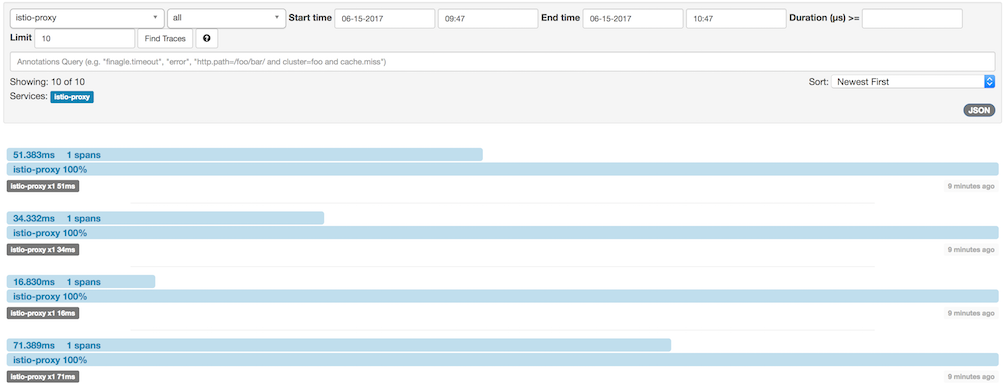 istio-proxy all Start time 06-15-2017 09:47 End time 06-15-2017 10:47 Duration (µs) >=
Limit 10 Find Traces
Annotations Query (e.g. "finagle.timeout", "error", "http.path=/foo/bar/ and cluster=foo and cache.miss")
Showing: 10 of 10 Sort: Newest First
Services: istio-proxy
JSON
51.383ms 1 spans
istio-proxy 100%
istio-proxy x1 51ms 9 minutes ago
34.332ms 1 spans
istio-proxy 100%
istio-proxy x1 34ms 9 minutes ago
16.830ms 1 spans
istio-proxy 100%
istio-proxy x1 16ms 9 minutes ago
71.389ms 1 spans
istio-proxy 100%
istio-proxy x1 71ms 9 minutes ago